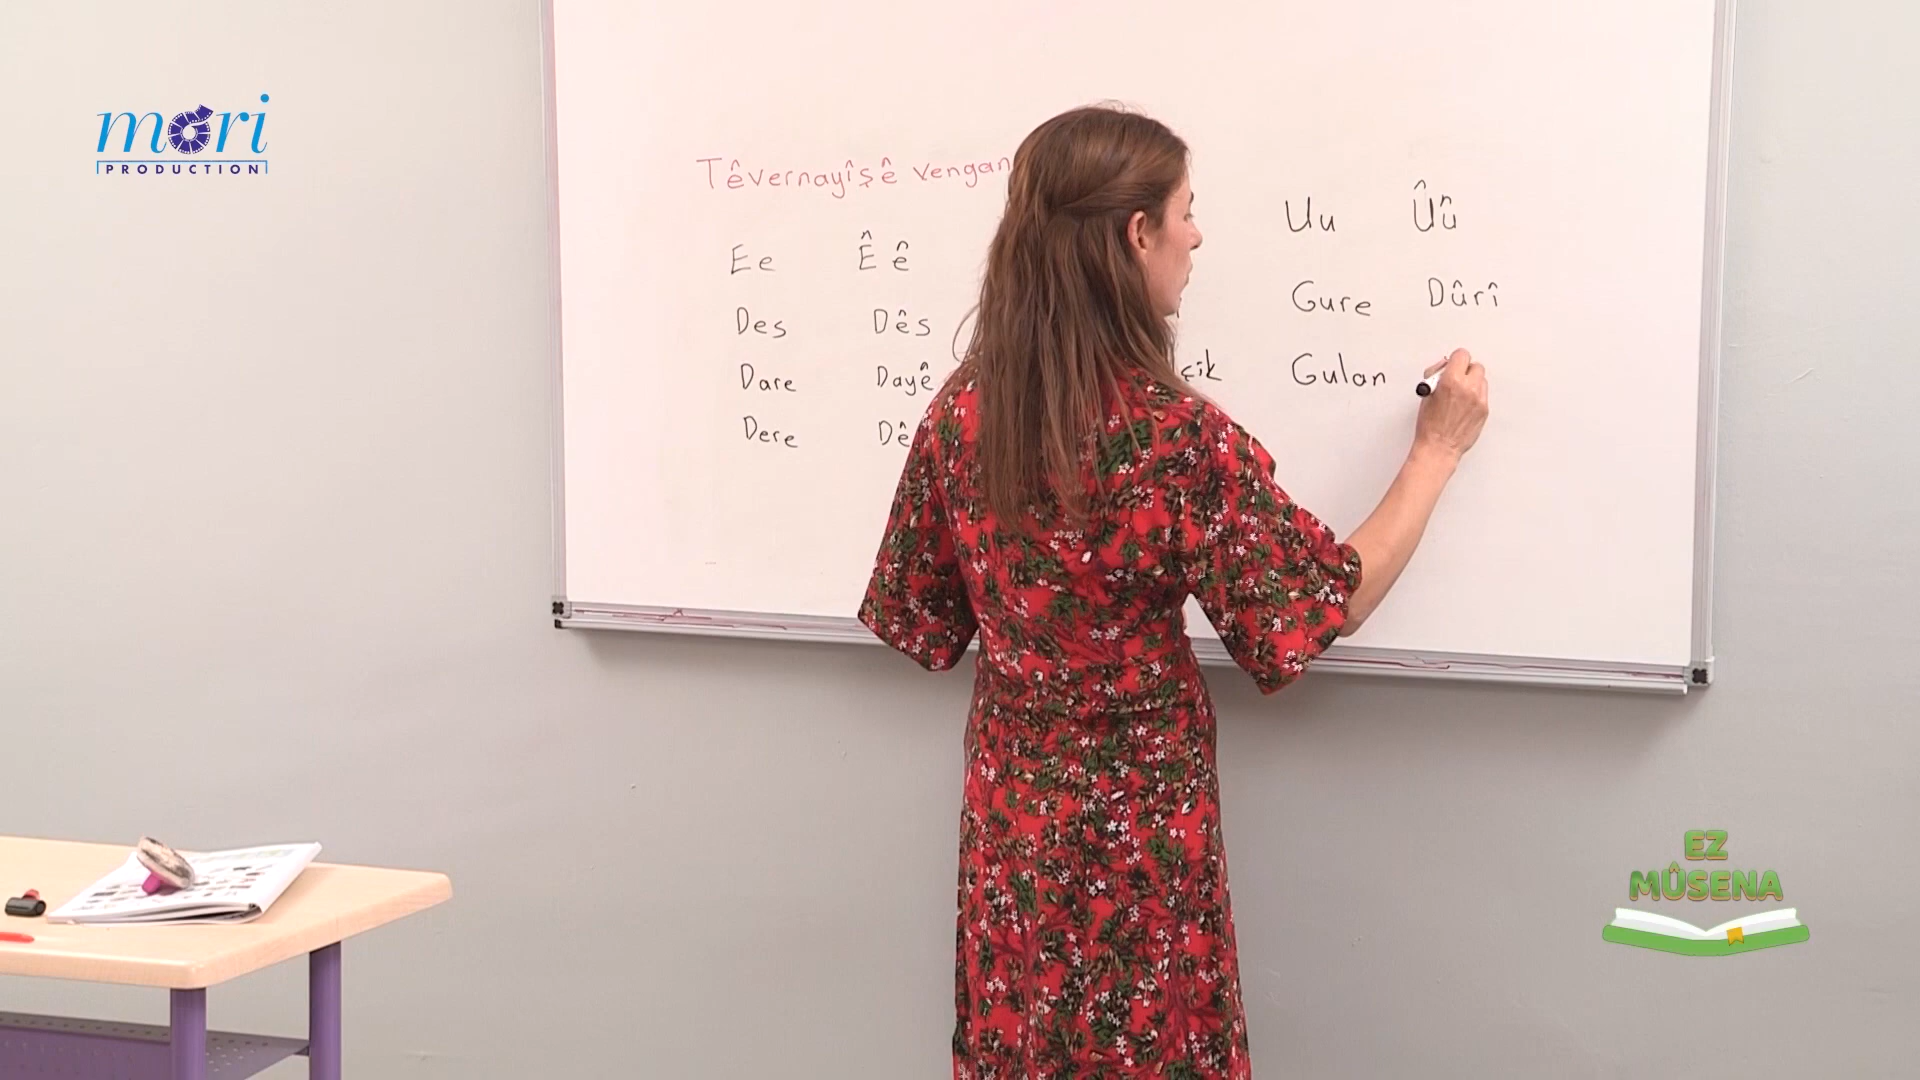 mori
PRODUCTION
Têvernayîşê vengan
Ee Êê
Des Dês
Dare Dayê
Dere
Uu Ûû
Gure Dûrî
Gulan
EZ
MÛSENA